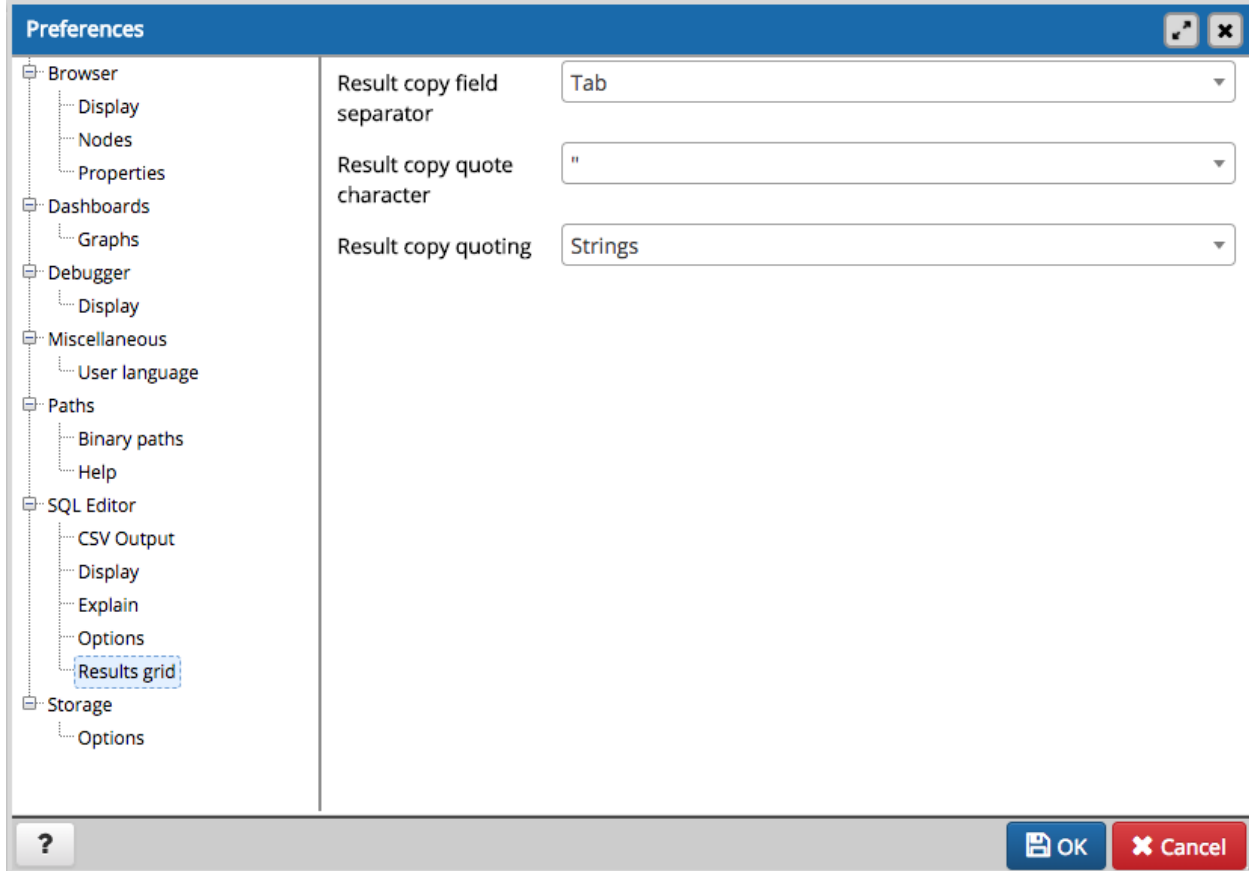 Preferences
Browser
Display
Nodes
Properties
Dashboards
Graphs
Debugger
Display
Miscellaneous
User language
Paths
Binary paths
Help
SQL Editor
CSV Output
Display
Explain
Options
Results grid
Storage
Options
Result copy field
separator
Tab
Result copy quote
character
"
Result copy quoting
Strings
?
OK
Cancel